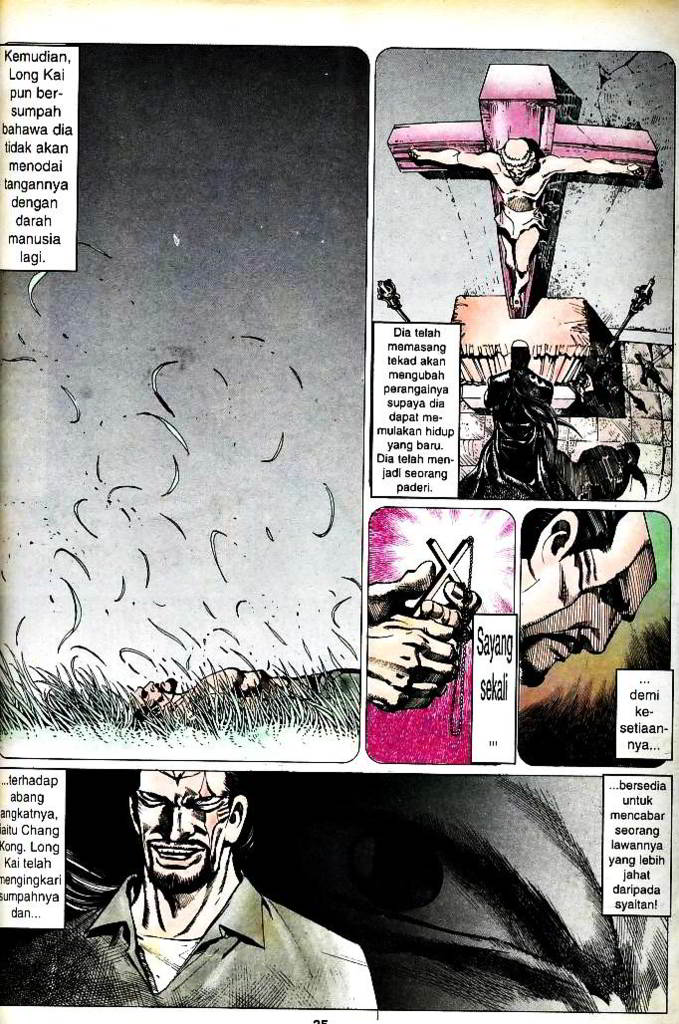 Kemudian,
Long Kai
pun ber-
sumpah
bahawa dia
tidak akan
menodai
tangannya
dengan
darah
manusia
lagi.
Dia telah
memasang
tekad akan
mengubah
perangainya
supaya dia
dapat me-
mulakan hidup
yang baru.
Dia telah men-
jadi seorang
paderi.
Sayang
sekali
...
...
demi
ke-
setiaan-
nya...
...terhadap
abang
angkatnya,
iaitu Chang
Kong. Long
Kai telah
mengingkari
sumpahnya
dan...
...bersedia
untuk
mencabar
seorang
lawannya
yang lebih
jahat
daripada
syaitan!